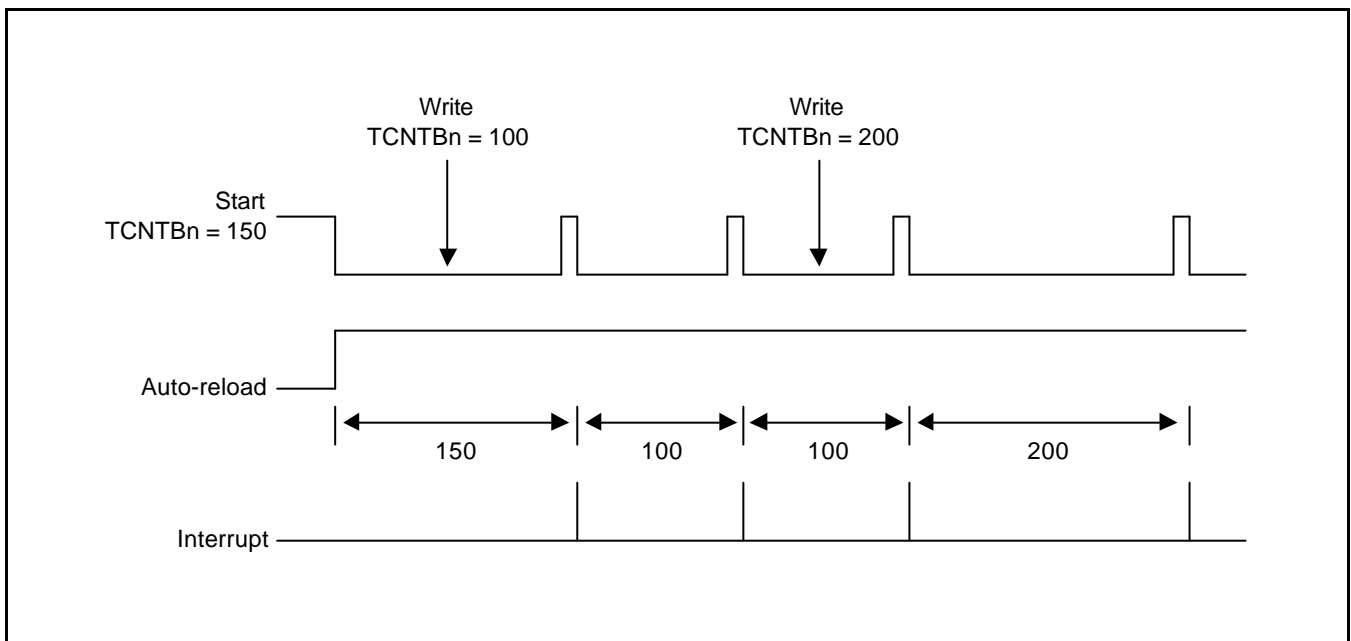 Write
TCNTBn = 100
Write
TCNTBn = 200
Start
TCNTBn = 150
Auto-reload
150
100
100
200
Interrupt